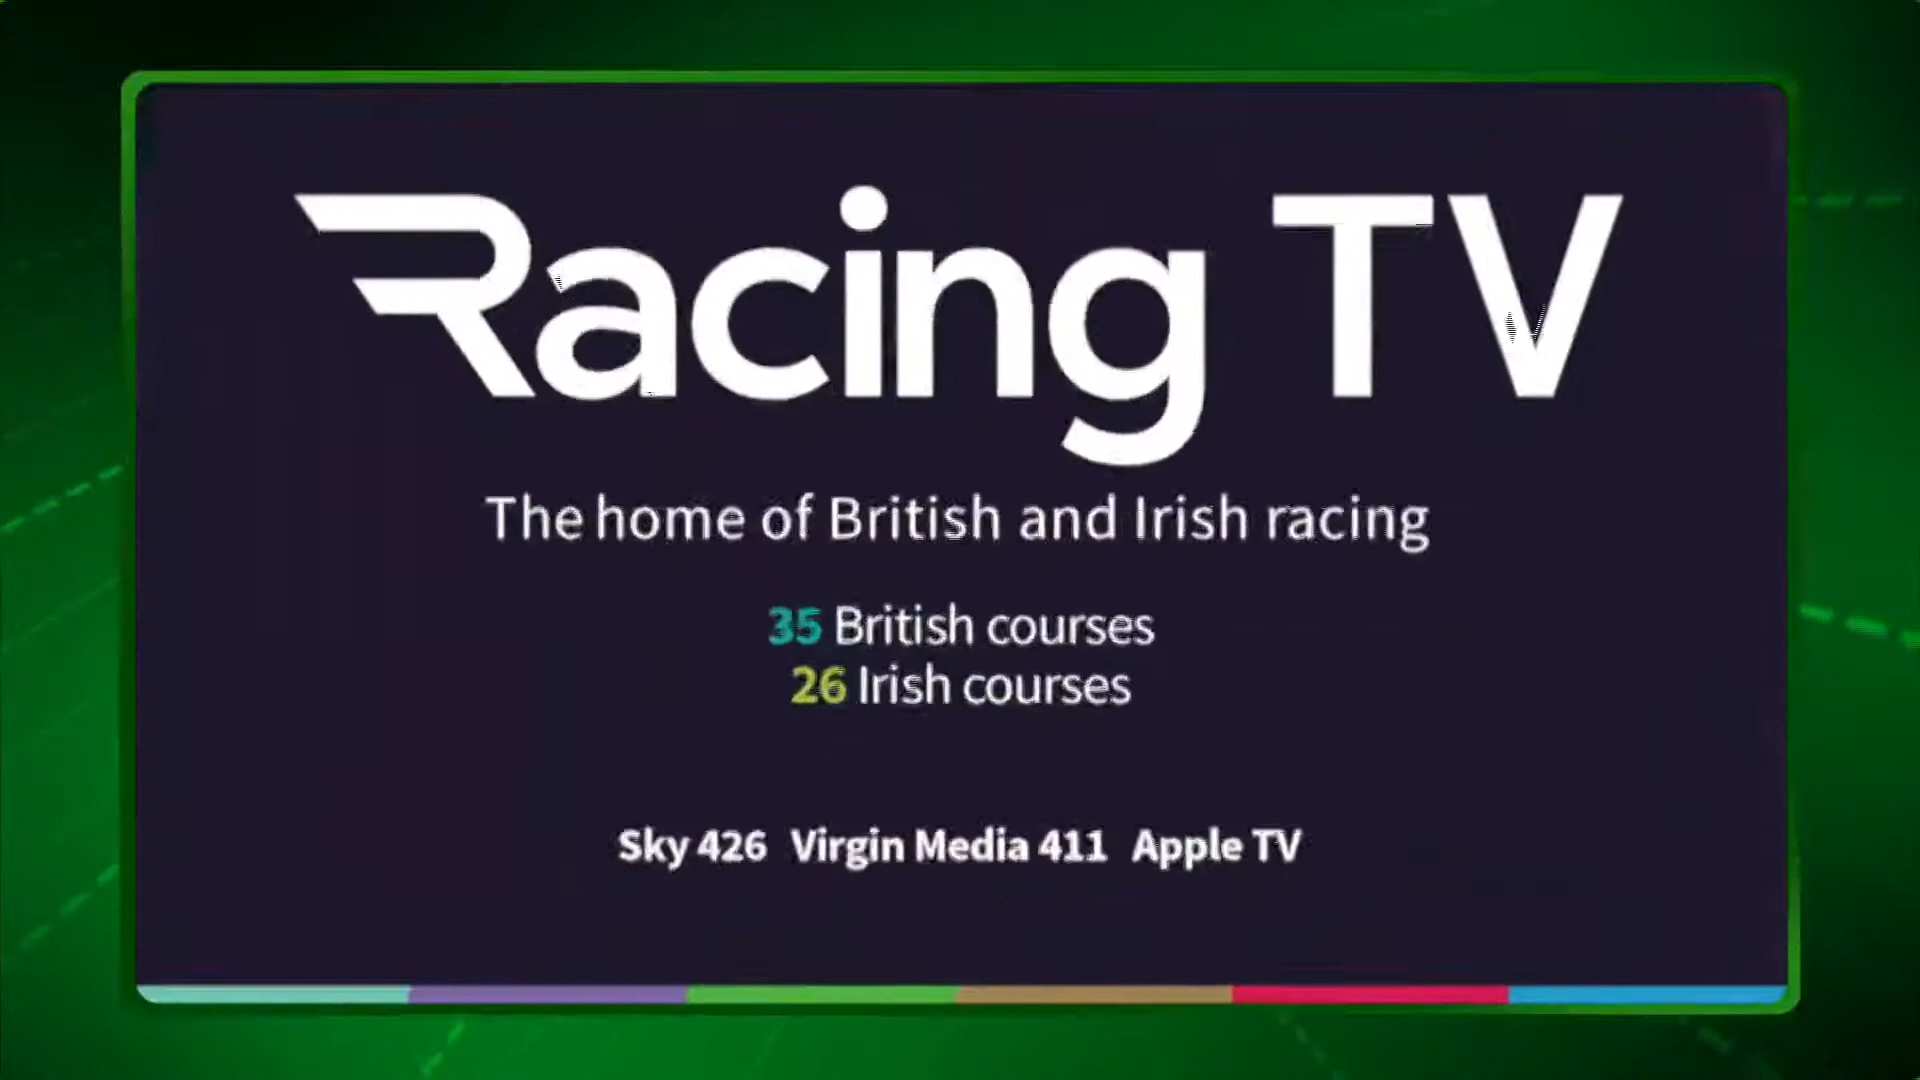 Racing TV
The home of British and Irish racing
35 British courses
26 Irish courses
Sky 426 Virgin Media 411 Apple TV